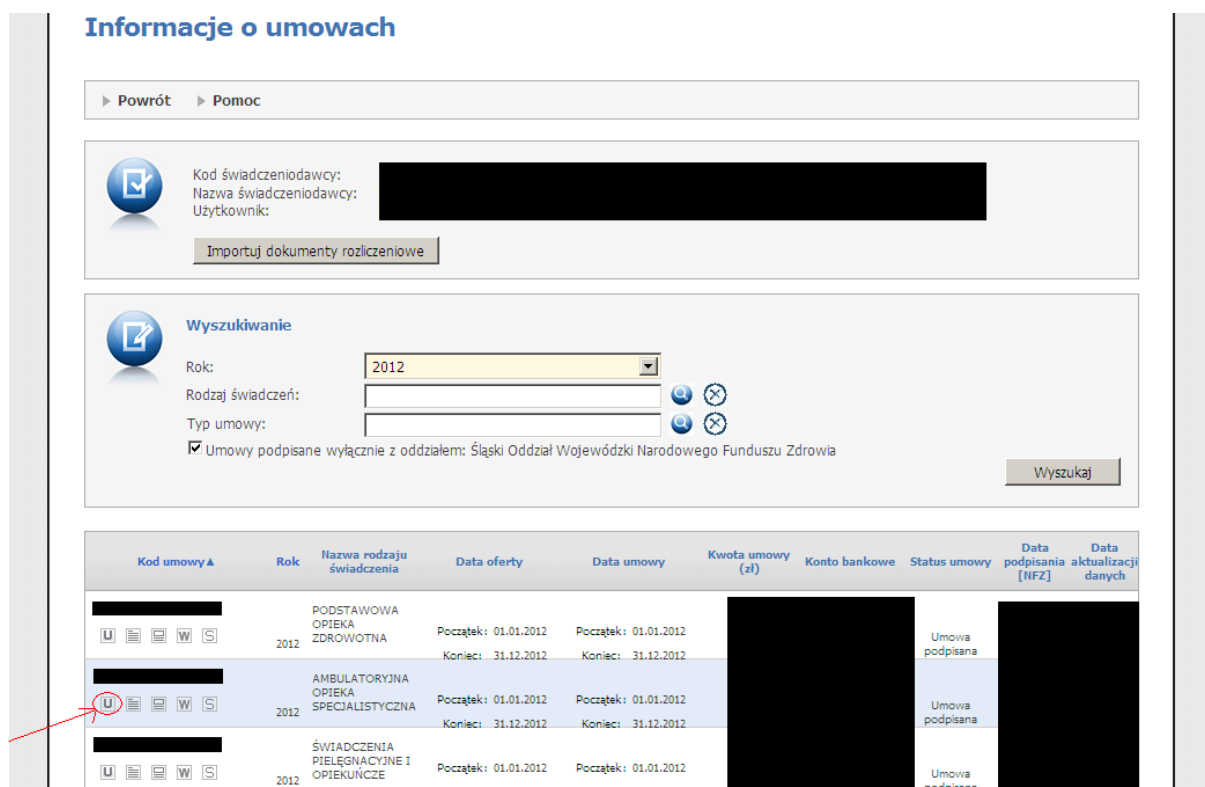 Informacje o umowach
Powrót Pomoc
Kod świadczeniodawcy:
Nazwa świadczeniodawcy:
Użytkownik:
Importuj dokumenty rozliczeniowe
Wyszukiwanie
Rok: 2012
Rodzaj świadczeń:
Typ umowy:
Umowy podpisane wyłącznie z oddziałem: Śląski Oddział Wojewódzki Narodowego Funduszu Zdrowia
Wyszukaj
Kod umowy▲ Rok Nazwa rodzaju świadczenia Data oferty Data umowy Kwota umowy (zł) Konto bankowe Status umowy Data podpisania [NFZ] Data aktualizacji danych
PODSTAWOWA
OPIEKA
U W S 2012 ZDROWOTNA Początek: 01.01.2012 Początek: 01.01.2012 Umowa
Koniec: 31.12.2012 Koniec: 31.12.2012 podpisana
AMBULATORYJNA
OPIEKA
U W S 2012 SPECJALISTYCZNA Początek: 01.01.2012 Początek: 01.01.2012 Umowa
Koniec: 31.12.2012 Koniec: 31.12.2012 podpisana
ŚWIADCZENIA
PIELĘGNACYJNE I
U W S 2012 OPIEKUŃCZE Początek: 01.01.2012 Początek: 01.01.2012 Umowa
podpisana